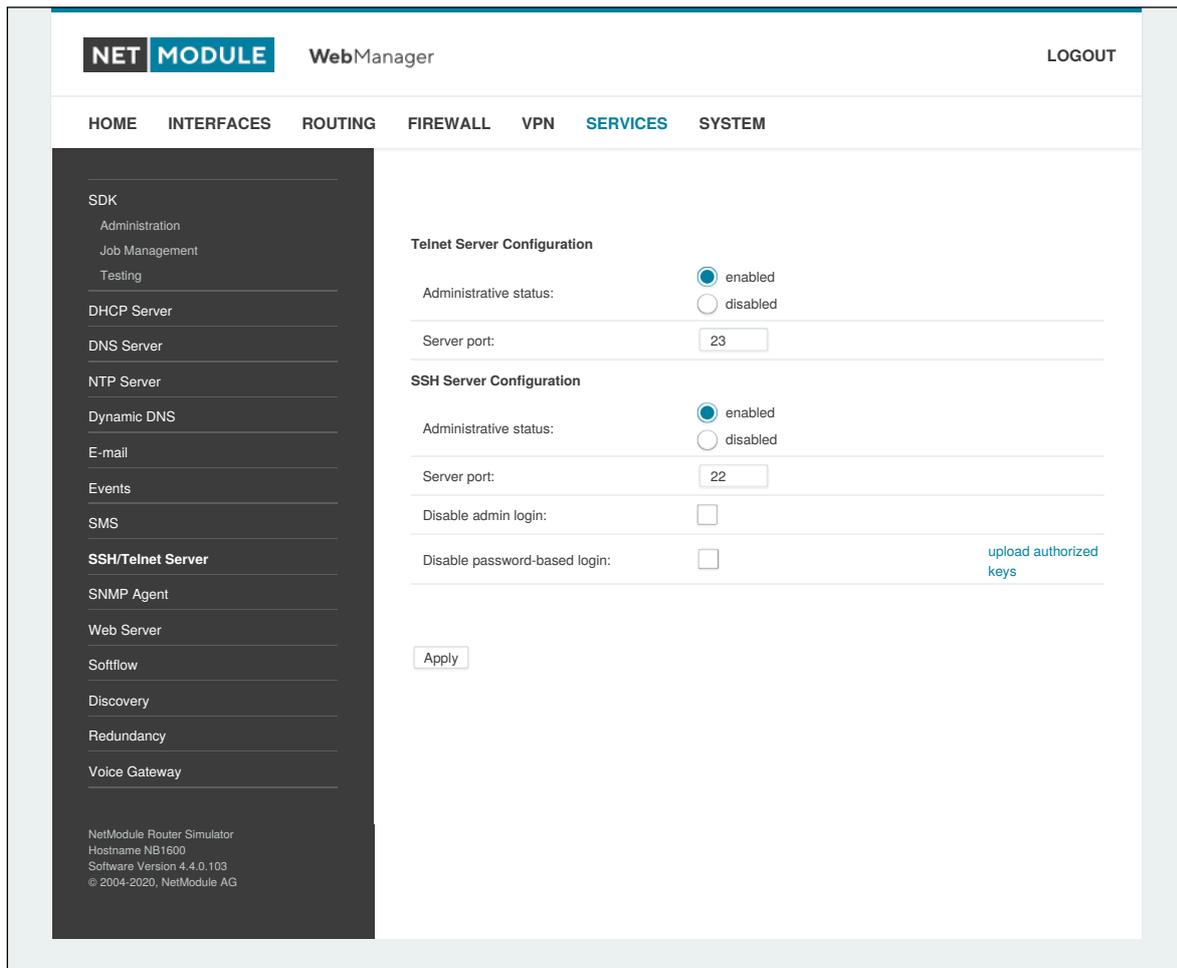 NET MODULE WebManager LOGOUT
HOME INTERFACES ROUTING FIREWALL VPN SERVICES SYSTEM
SDK
Administration
Job Management
Testing
DHCP Server
DNS Server
NTP Server
Dynamic DNS
E-mail
Events
SMS
SSH/Telnet Server
SNMP Agent
Web Server
Softflow
Discovery
Redundancy
Voice Gateway
NetModule Router Simulator
Hostname NB1600
Software Version 4.4.0.103
© 2004-2020, NetModule AG
Telnet Server Configuration
Administrative status:
enabled
disabled
Server port: 23
SSH Server Configuration
Administrative status:
enabled
disabled
Server port: 22
Disable admin login:
Disable password-based login:
upload authorized
keys
Apply